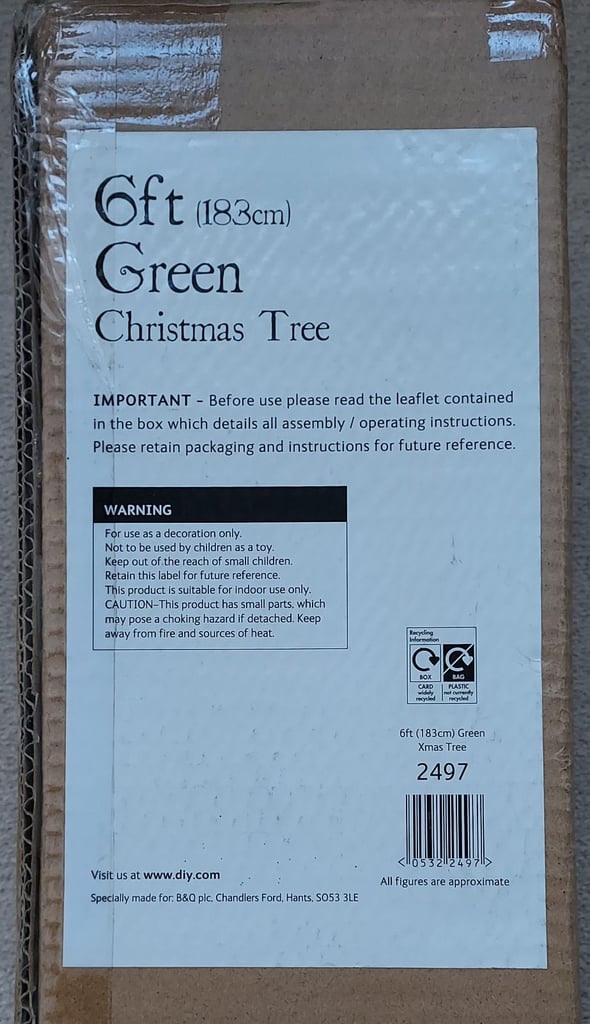 6ft (183cm)
Green
Christmas Tree
IMPORTANT – Before use please read the leaflet contained
in the box which details all assembly / operating instructions.
Please retain packaging and instructions for future reference.
WARNING
For use as a decoration only.
Not to be used by children as a toy.
Keep out of the reach of small children.
Retain this label for future reference.
This product is suitable for indoor use only.
CAUTION–This product has small parts, which
may pose a choking hazard if detached. Keep
away from fire and sources of heat.
Recycling
Information
BOX BAG
CARD PLASTIC
widely not currently
recycled recycled
6ft (183cm) Green
Xmas Tree
2497
<05322497>
All figures are approximate
Visit us at www.diy.com
Specially made for: B&Q plc, Chandlers Ford, Hants, SO53 3LE